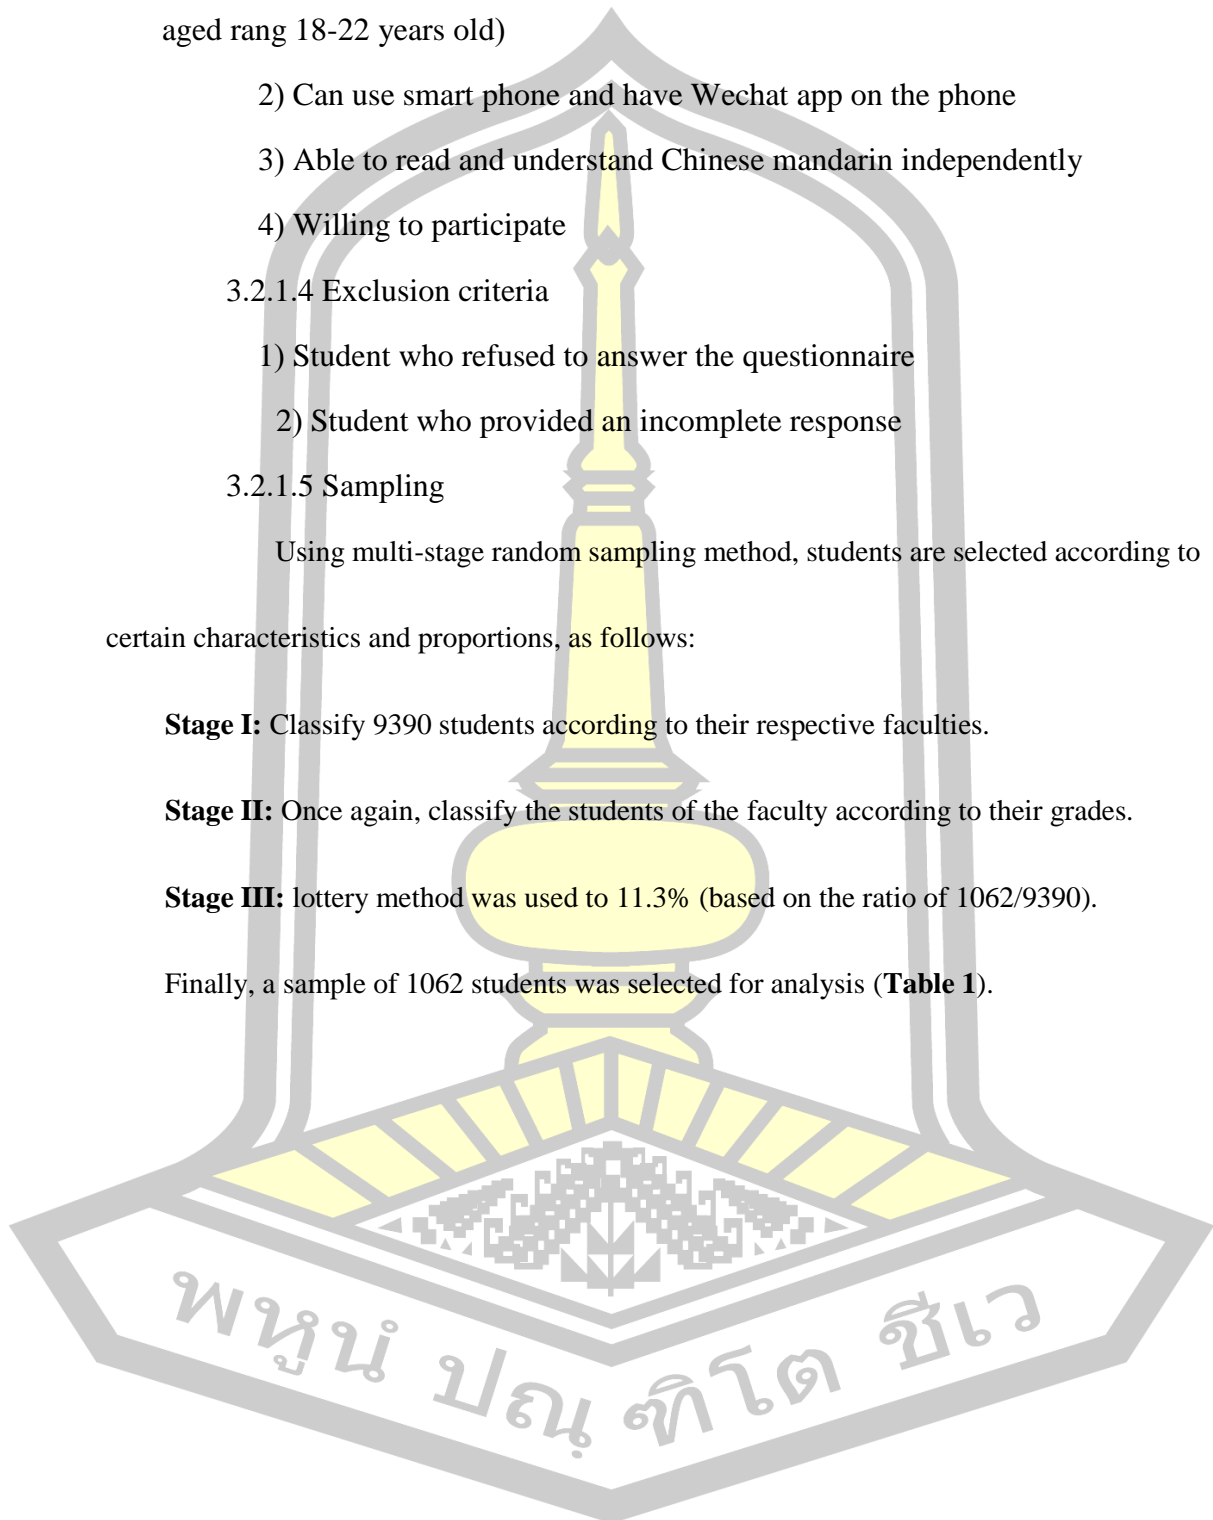 aged rang 18-22 years old)
2) Can use smart phone and have Wechat app on the phone
3) Able to read and understand Chinese mandarin independently
4) Willing to participate
3.2.1.4 Exclusion criteria
1) Student who refused to answer the questionnaire
2) Student who provided an incomplete response
3.2.1.5 Sampling
Using multi-stage random sampling method, students are selected according to
certain characteristics and proportions, as follows:
Stage I: Classify 9390 students according to their respective faculties.
Stage II: Once again, classify the students of the faculty according to their grades.
Stage III: lottery method was used to 11.3% (based on the ratio of 1062/9390).
Finally, a sample of 1062 students was selected for analysis (Table 1).
พหูนํ ปณฺฑิโต ชีเว